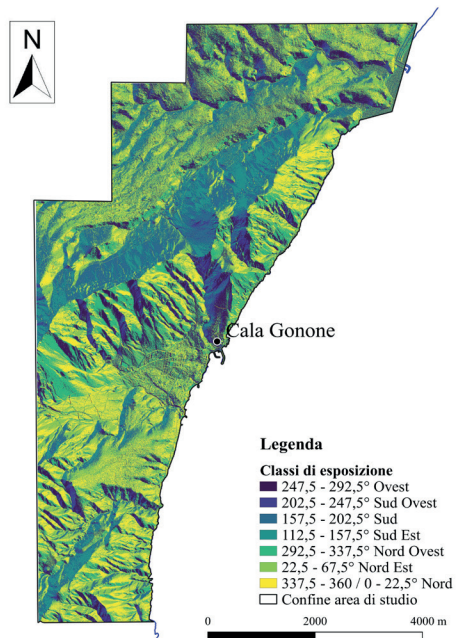 N
Cala Gonone
Legenda
Classi di esposizione
247,5 - 292,5° Ovest
202,5 - 247,5° Sud Ovest
157,5 - 202,5° Sud
112,5 - 157,5° Sud Est
292,5 - 337,5° Nord Ovest
22,5 - 67,5° Nord Est
337,5 - 360 / 0 - 22,5° Nord
Confine area di studio
0 2000 4000 m